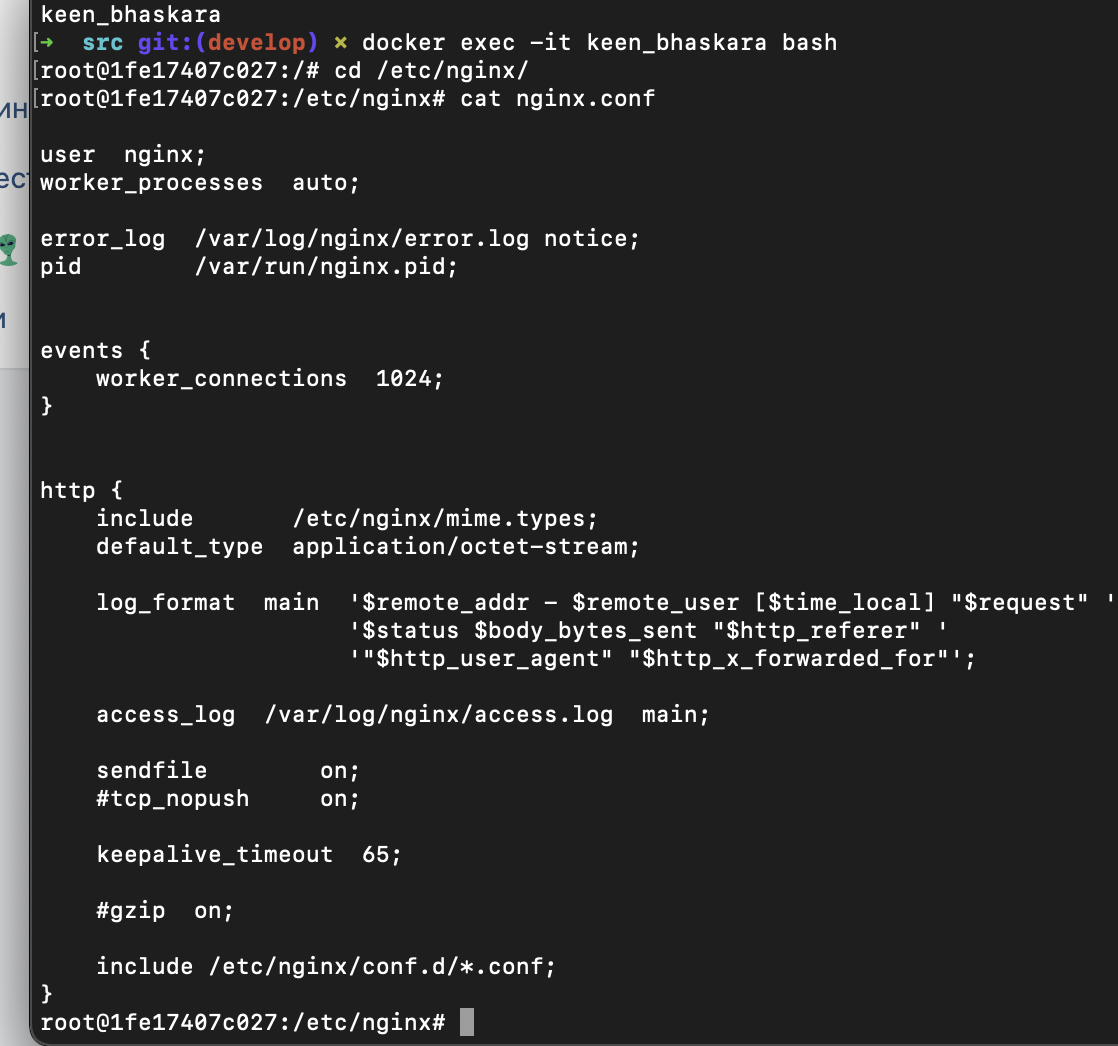 keen_bhaskara
[➜  src git:(develop) × docker exec -it keen_bhaskara bash
[root@1fe17407c027:/# cd /etc/nginx/
[root@1fe17407c027:/etc/nginx# cat nginx.conf

user  nginx;
worker_processes  auto;

error_log  /var/log/nginx/error.log notice;
pid        /var/run/nginx.pid;


events {
    worker_connections  1024;
}


http {
    include       /etc/nginx/mime.types;
    default_type  application/octet-stream;

    log_format  main  '$remote_addr - $remote_user [$time_local] "$request" '
                      '$status $body_bytes_sent "$http_referer" '
                      '"$http_user_agent" "$http_x_forwarded_for"';

    access_log  /var/log/nginx/access.log  main;

    sendfile        on;
    #tcp_nopush     on;

    keepalive_timeout  65;

    #gzip  on;

    include /etc/nginx/conf.d/*.conf;
}
root@1fe17407c027:/etc/nginx#